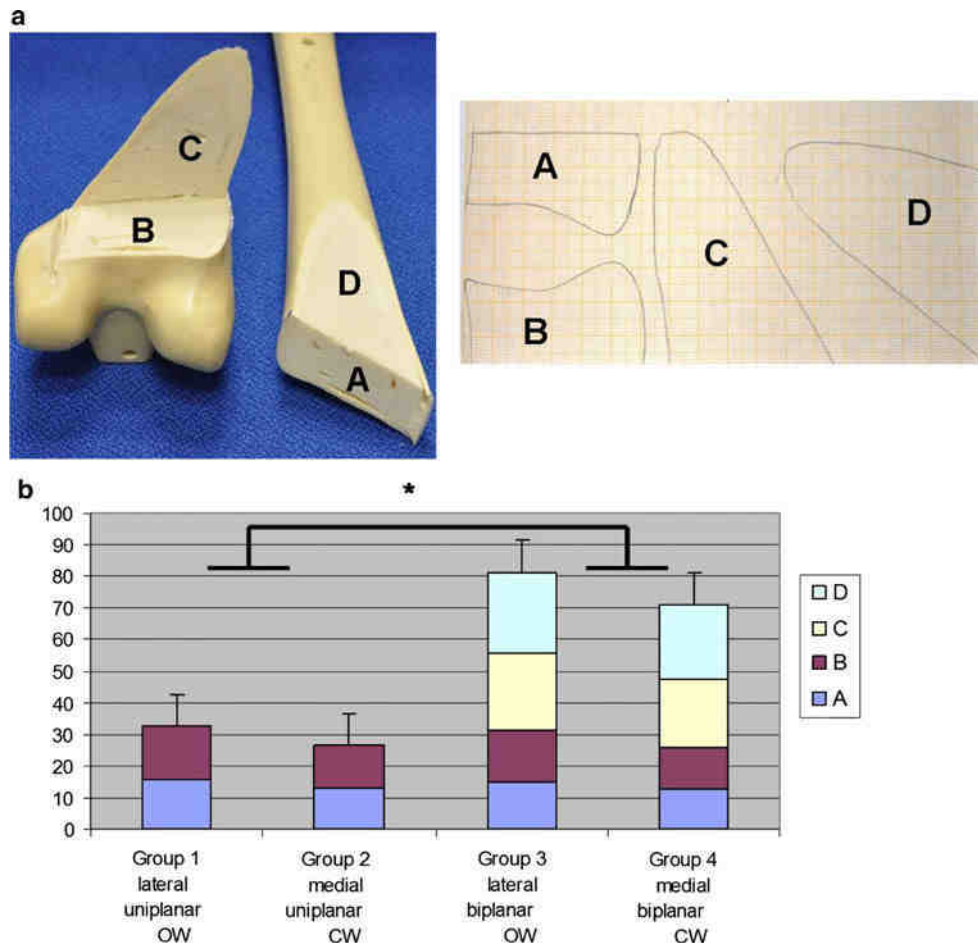 a
C
B
D
A
A
B
C
D
b
*
100
90
80
70
60
50
40
30
20
10
0
Group 1
lateral
uniplanar
OW
Group 2
medial
uniplanar
CW
Group 3
lateral
biplanar
OW
Group 4
medial
biplanar
CW
D
C
B
A